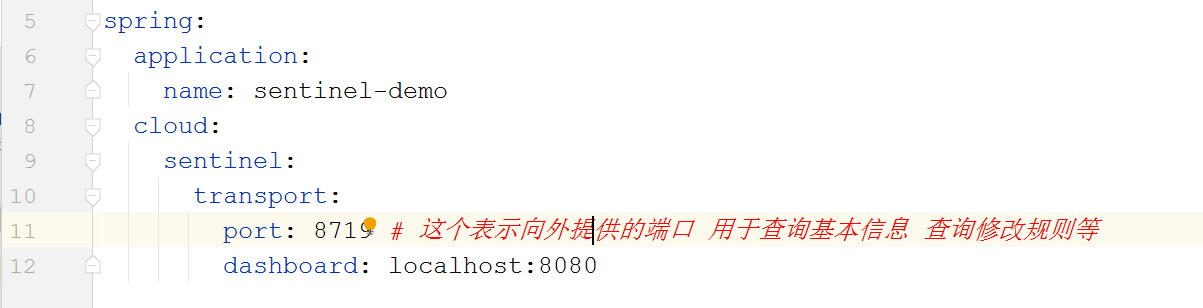 5 spring:
6 application:
7 name: sentinel-demo
8 cloud:
9 sentinel:
10 transport:
11 port: 8719 # 这个表示向外提供的端口 用于查询基本信息 查询修改规则等
12 dashboard: localhost:8080